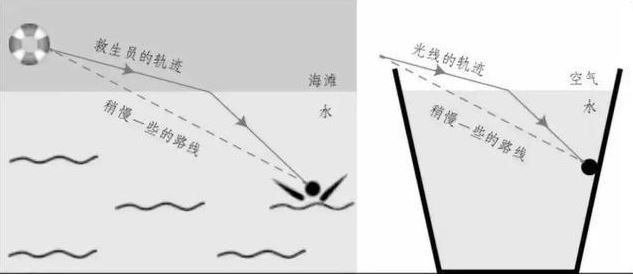 救生员的轨迹
海滩
水
稍慢一些的路线
光线的轨迹
空气
水
稍慢一些的路线